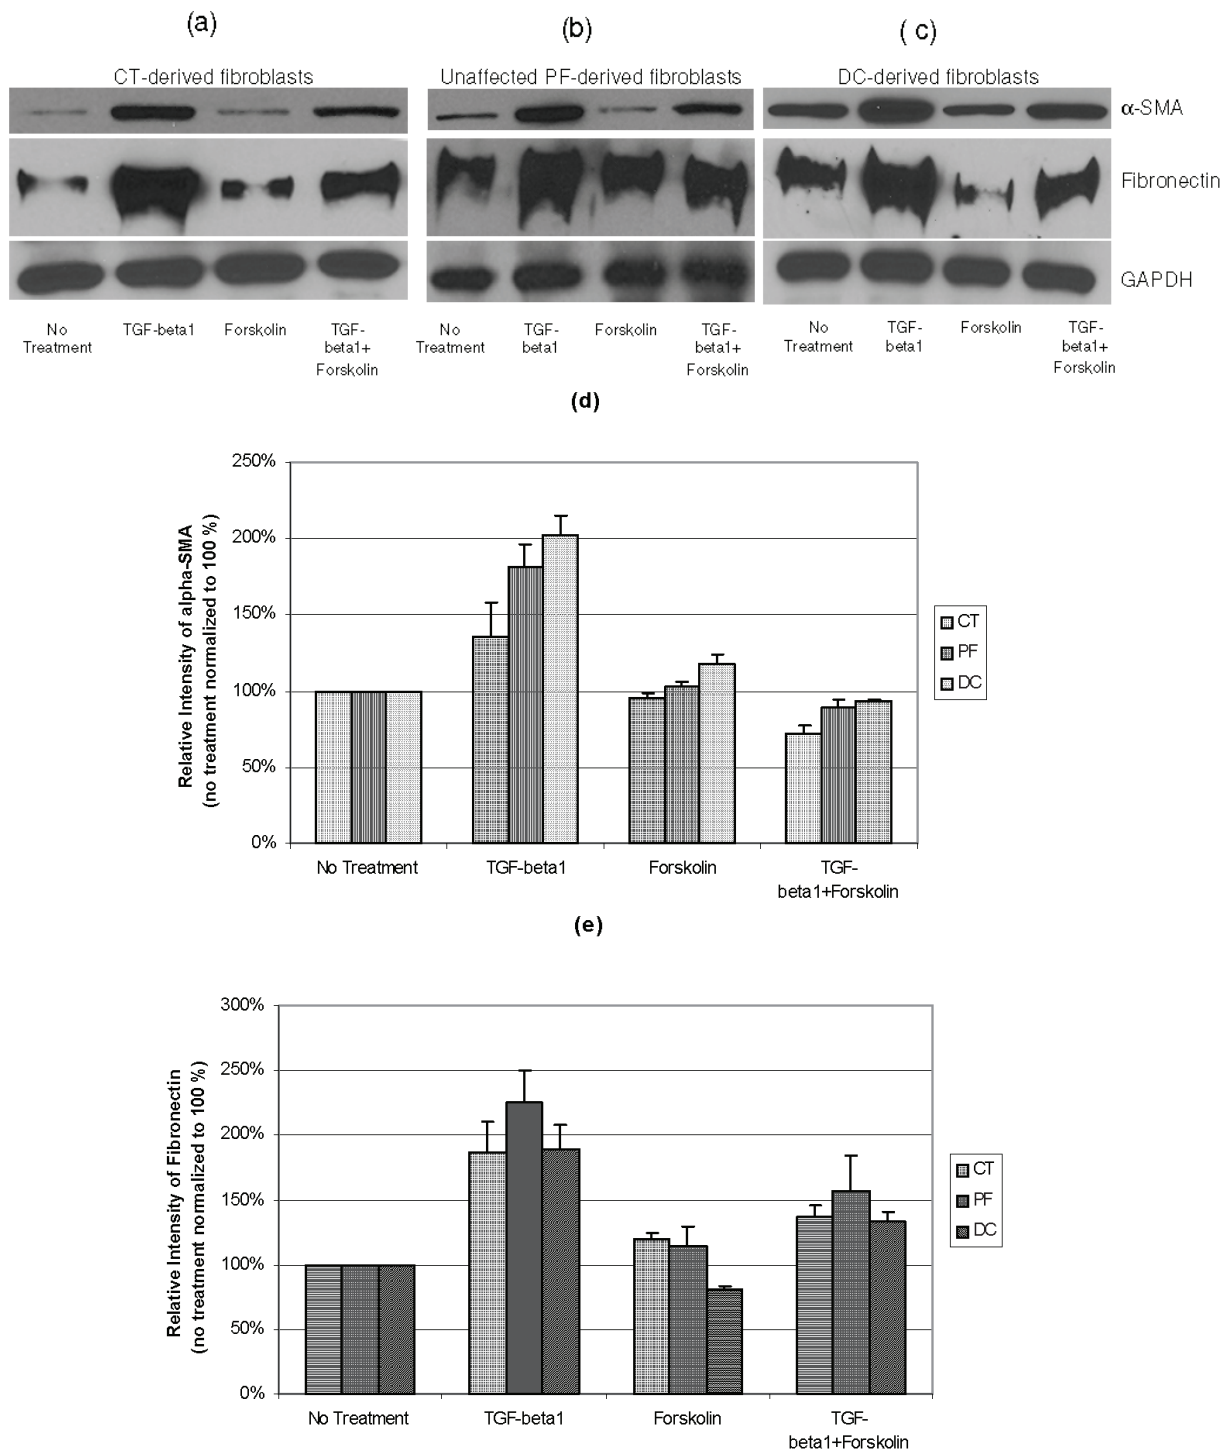 (a)
(b)
( c)
CT-derived fibroblasts
Unaffected PF-derived fibroblasts
DC-derived fibroblasts
α-SMA
Fibronectin
GAPDH
No
Treatment
TGF-beta1
Forskolin
TGF-
beta1+
Forskolin
No
Treatment
TGF-
beta1
Forskolin
TGF-
beta1+
Forskolin
No
Treatment
TGF-
beta1
Forskolin
TGF-
beta1+
Forskolin
(d)
Relative Intensity of alpha-SMA
(no treatment normalized to 100 %)
250%
200%
150%
100%
50%
0%
No Treatment
TGF-beta1
Forskolin
TGF-
beta1+Forskolin
CT
PF
DC
(e)
Relative Intensity of Fibronectin
(no treatment normalized to 100 %)
300%
250%
200%
150%
100%
50%
0%
No Treatment
TGF-beta1
Forskolin
TGF-
beta1+Forskolin
CT
PF
DC